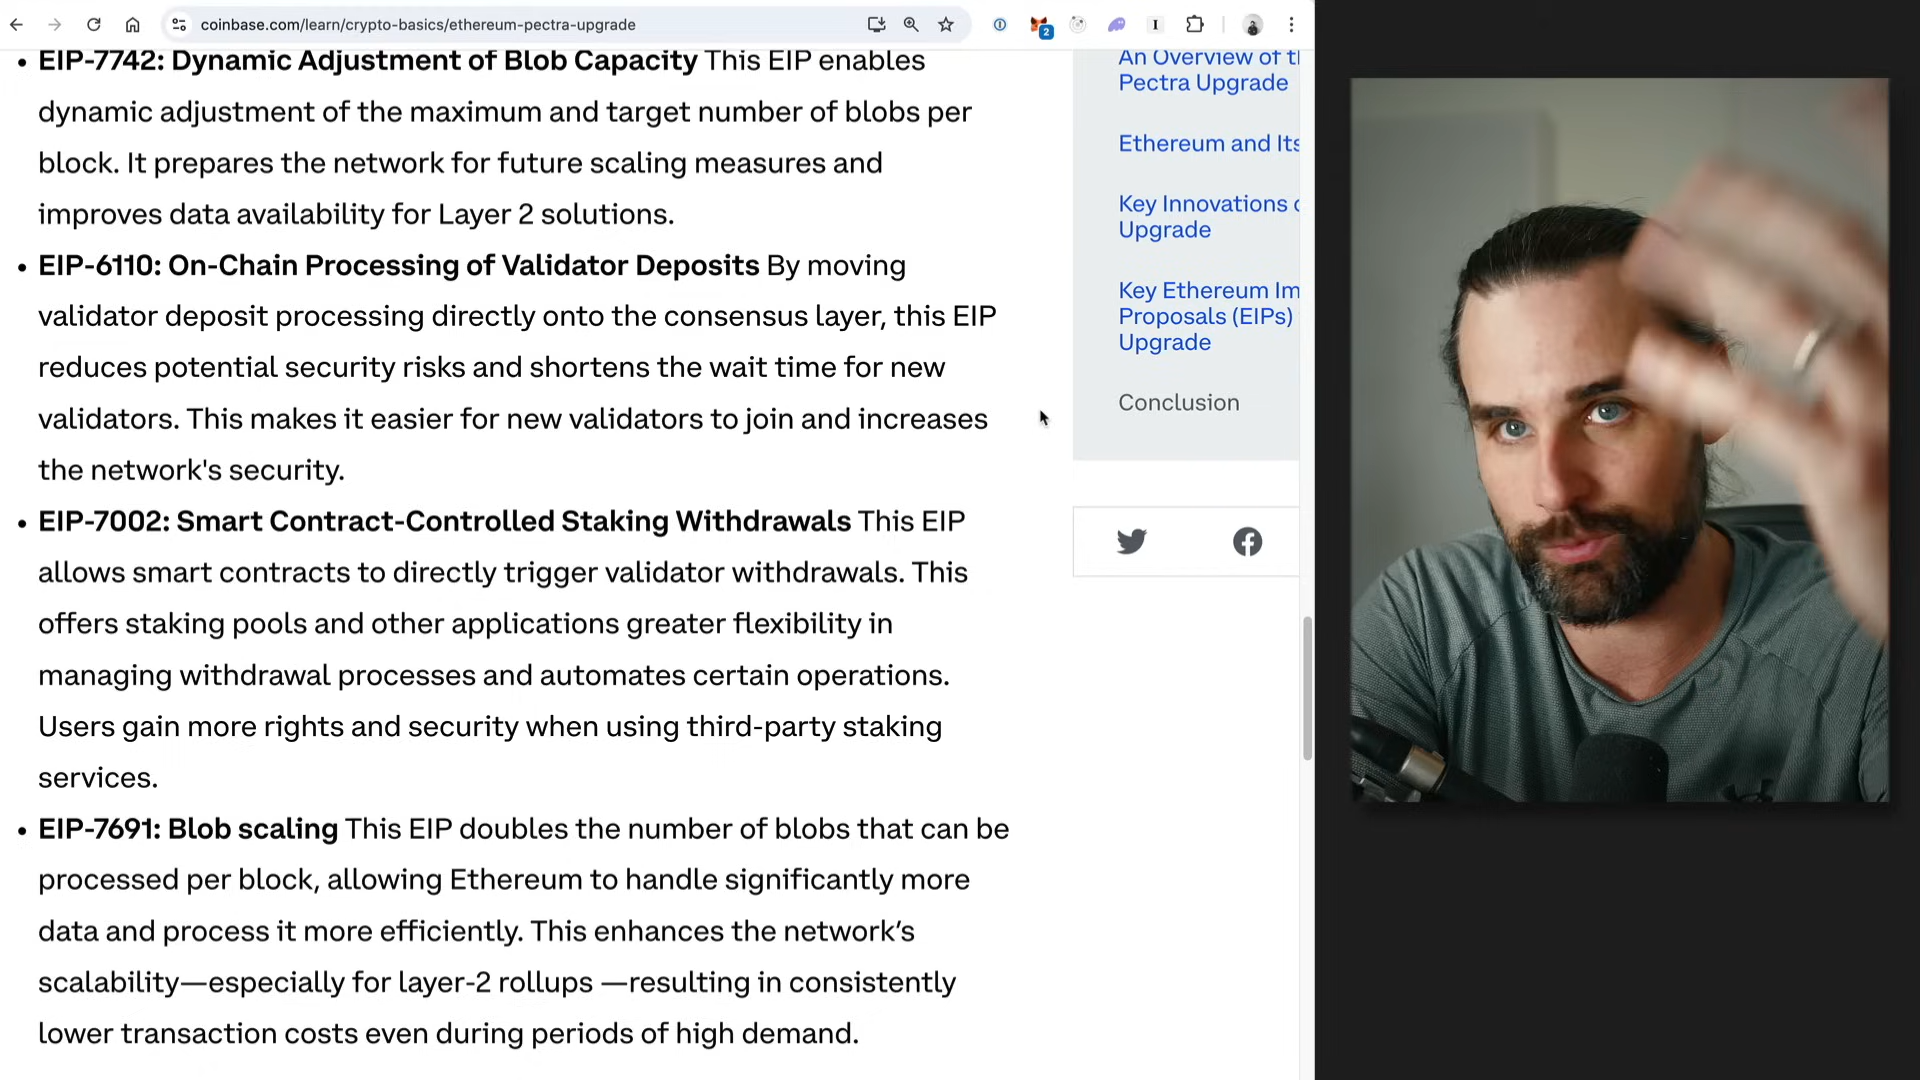 coinbase.com/learn/crypto-basics/ethereum-pectra-upgrade
2
I
• EIP-7742: Dynamic Adjustment of Blob Capacity This EIP enables
dynamic adjustment of the maximum and target number of blobs per
block. It prepares the network for future scaling measures and
improves data availability for Layer 2 solutions.
• EIP-6110: On-Chain Processing of Validator Deposits By moving
validator deposit processing directly onto the consensus layer, this EIP
reduces potential security risks and shortens the wait time for new
validators. This makes it easier for new validators to join and increases
the network's security.
• EIP-7002: Smart Contract-Controlled Staking Withdrawals This EIP
allows smart contracts to directly trigger validator withdrawals. This
offers staking pools and other applications greater flexibility in
managing withdrawal processes and automates certain operations.
Users gain more rights and security when using third-party staking
services.
• EIP-7691: Blob scaling This EIP doubles the number of blobs that can be
processed per block, allowing Ethereum to handle significantly more
data and process it more efficiently. This enhances the network’s
scalability—especially for layer-2 rollups —resulting in consistently
lower transaction costs even during periods of high demand.
An Overview of
Pectra Upgrade
Ethereum and Its
Key Innovations
Upgrade
Key Ethereum Im
Proposals (EIPs)
Upgrade
Conclusion